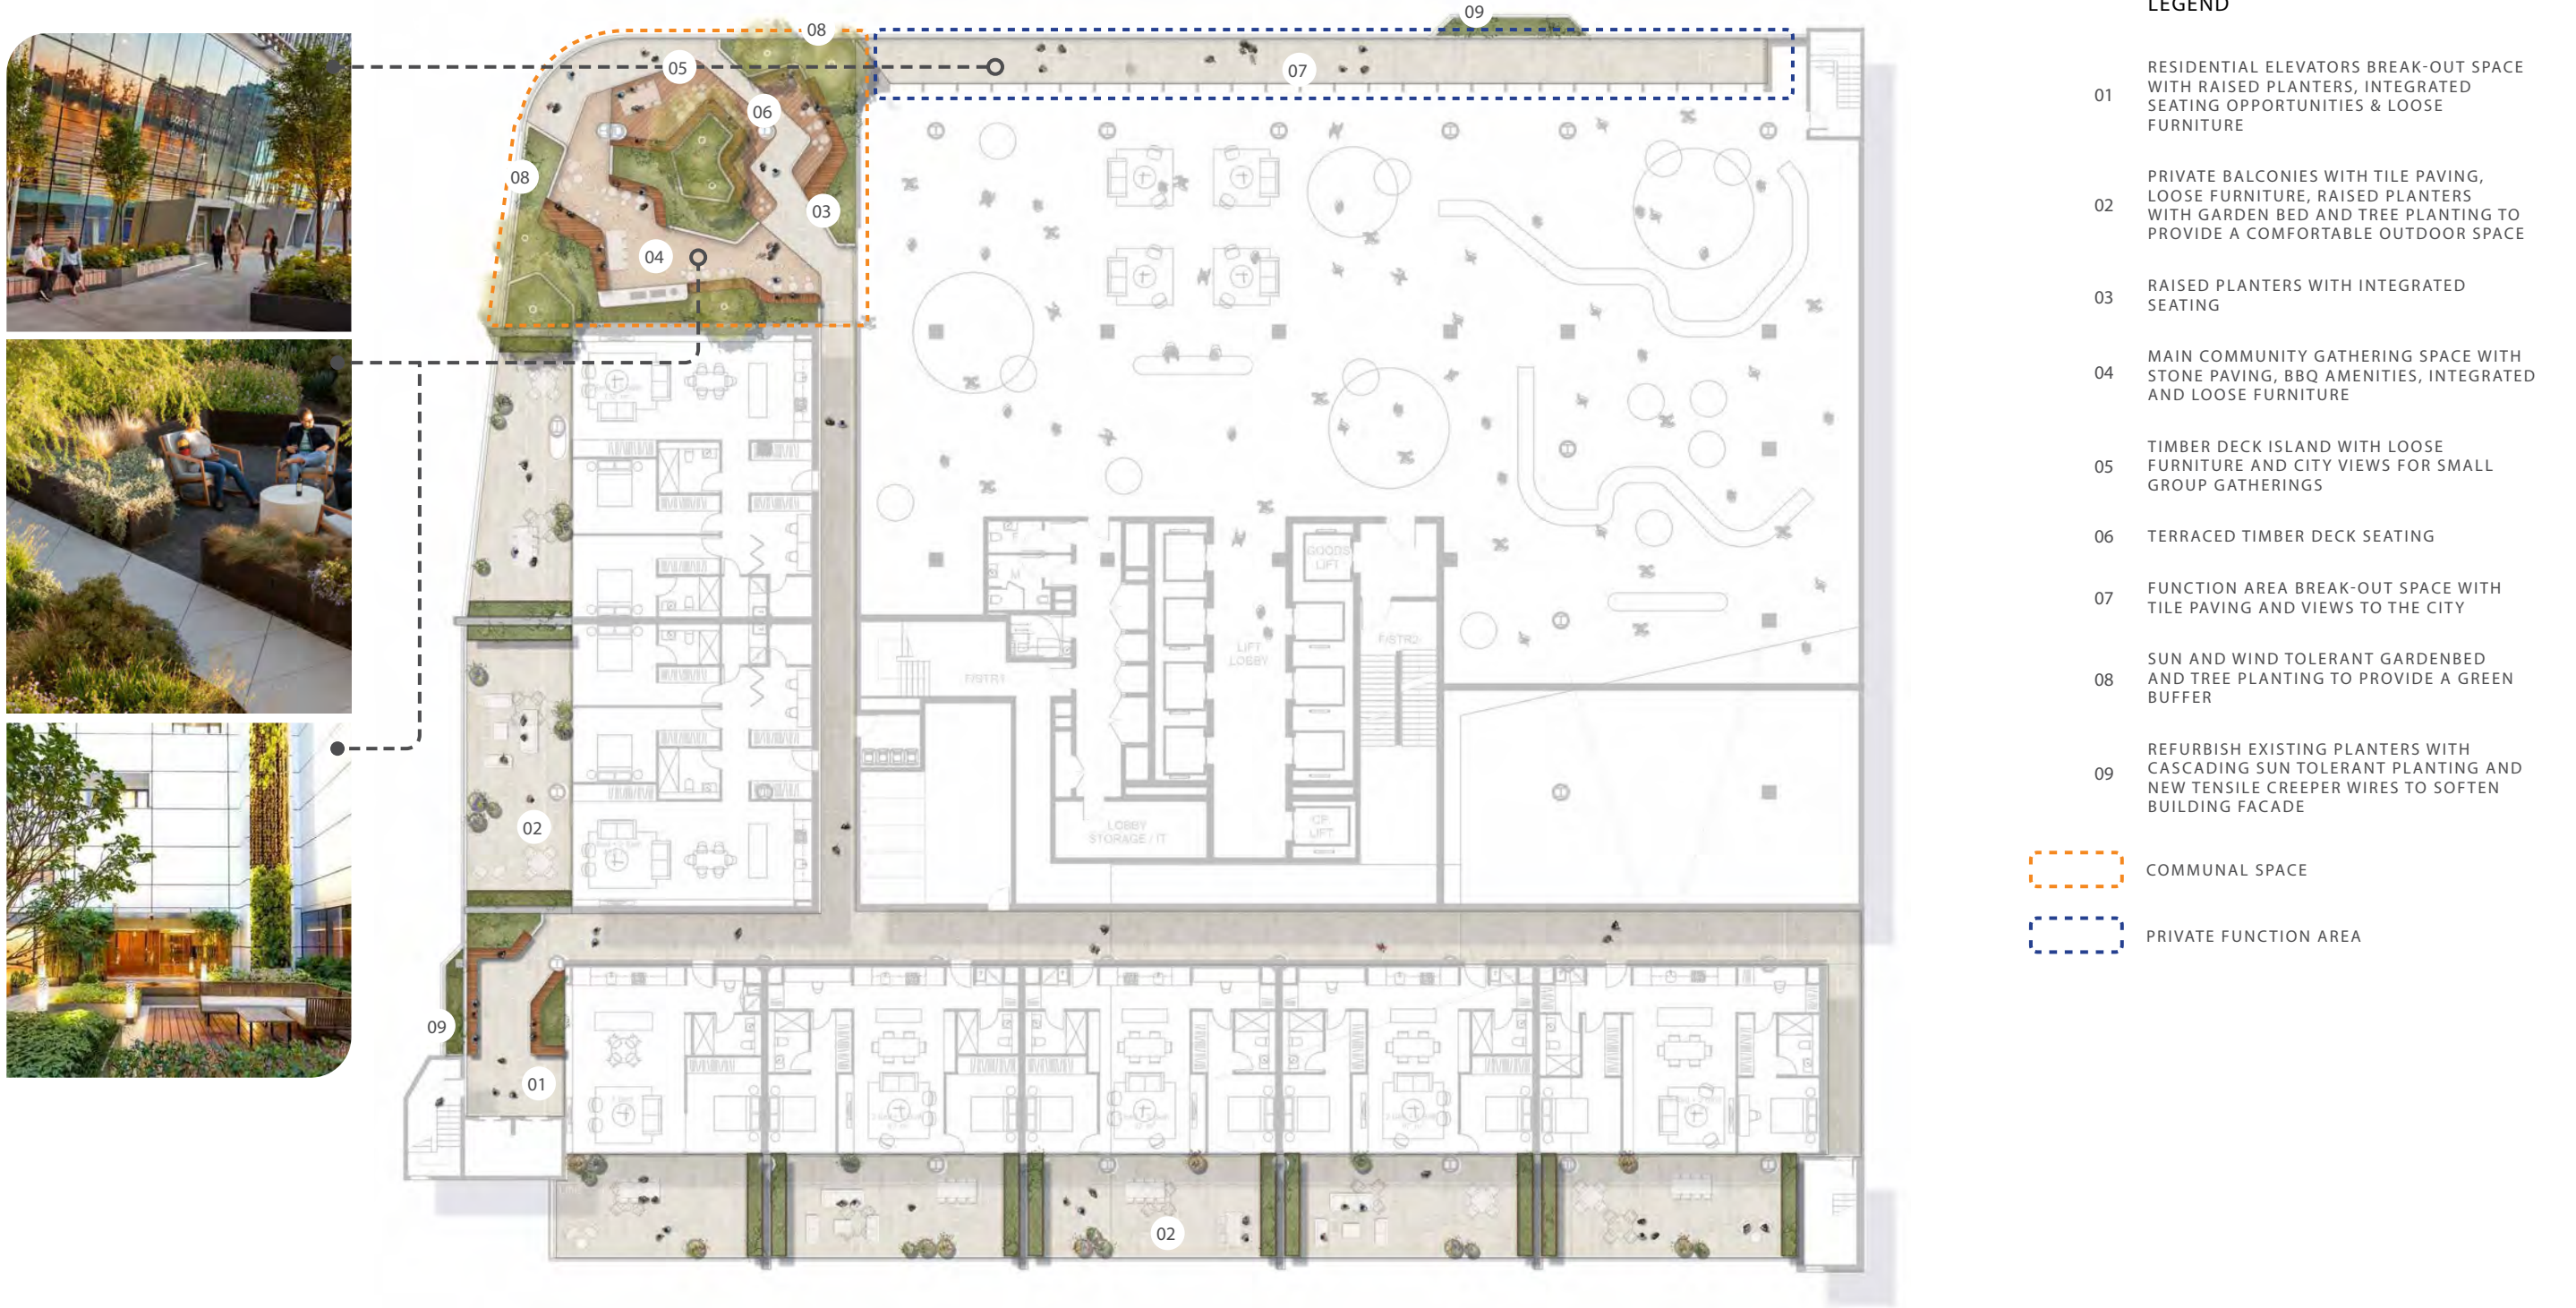 09
08
05
07
06
08
03
04
GOODS
LIFT
F
M
LIFT
LOBBY
F/STR2
F/STR1
02
LOBBY
STORAGE / IT
LIFT
09
01
02
LEGEND
01
RESIDENTIAL ELEVATORS BREAK-OUT SPACE
WITH RAISED PLANTERS, INTEGRATED
SEATING OPPORTUNITIES & LOOSE
FURNITURE
02
PRIVATE BALCONIES WITH TILE PAVING,
LOOSE FURNITURE, RAISED PLANTERS
WITH GARDEN BED AND TREE PLANTING TO
PROVIDE A COMFORTABLE OUTDOOR SPACE
03
RAISED PLANTERS WITH INTEGRATED
SEATING
04
MAIN COMMUNITY GATHERING SPACE WITH
STONE PAVING, BBQ AMENITIES, INTEGRATED
AND LOOSE FURNITURE
05
TIMBER DECK ISLAND WITH LOOSE
FURNITURE AND CITY VIEWS FOR SMALL
GROUP GATHERINGS
06
TERRACED TIMBER DECK SEATING
07
FUNCTION AREA BREAK-OUT SPACE WITH
TILE PAVING AND VIEWS TO THE CITY
08
SUN AND WIND TOLERANT GARDENBED
AND TREE PLANTING TO PROVIDE A GREEN
BUFFER
09
REFURBISH EXISTING PLANTERS WITH
CASCADING SUN TOLERANT PLANTING AND
NEW TENSILE CREEPER WIRES TO SOFTEN
BUILDING FACADE
COMMUNAL SPACE
PRIVATE FUNCTION AREA